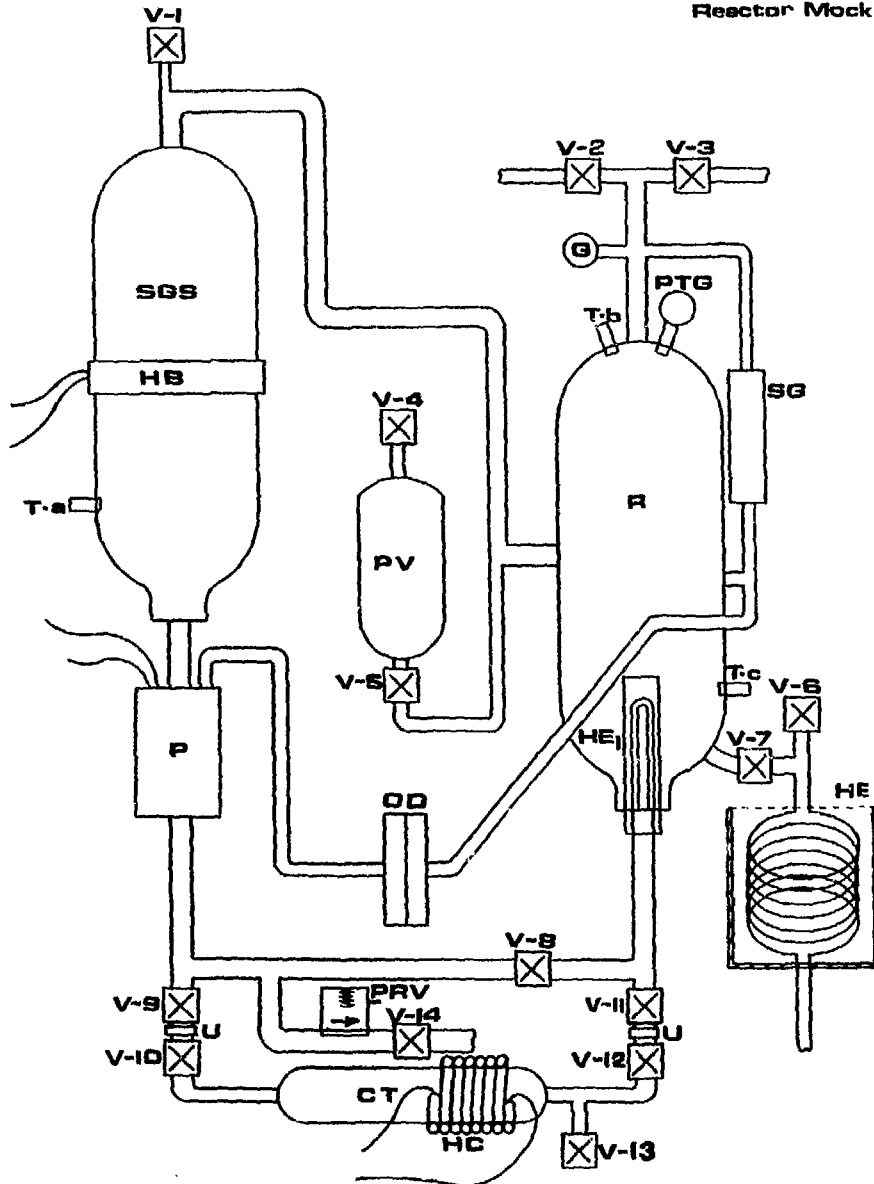 Reactor Mock
V-1
V-2
V-3
G
PTG
T-b
SGS
HB
V-4
SG
R
T-a
PV
V-5
T-c
V-6
V-7
P
HE1
HE
OD
V-8
V-9
PRV
V-11
U
V-14
U
V-10
V-12
CT
HC
V-13